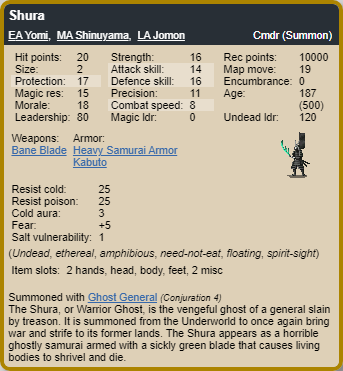 Shura
EA Yomi, MA Shinuyama, LA Jomon Cmdr (Summon)
Hit points: 20 Strength: 16 Rec points: 10000
Size: 2 Attack skill: 14 Map move: 19
Protection: 17 Defence skill: 16 Encumbrance: 0
Magic res: 15 Precision: 11 Age: 187
Morale: 18 Combat speed: 8 (500)
Leadership: 80 Magic ldr: 0 Undead ldr: 120
Weapons: Armor:
Bane Blade Heavy Samurai Armor
Kabuto
Resist cold: 25
Resist poison: 25
Cold aura: 3
Fear: +5
Salt vulnerability: 1
(Undead, ethereal, amphibious, need-not-eat, floating, spirit-sight)
Item slots: 2 hands, head, body, feet, 2 misc
Summoned with Ghost General (Conjuration 4)
The Shura, or Warrior Ghost, is the vengeful ghost of a general slain
by treason. It is summoned from the Underworld to once again bring
war and strife to its former lands. The Shura appears as a horrible
ghostly samurai armed with a sickly green blade that causes living
bodies to shrivel and die.